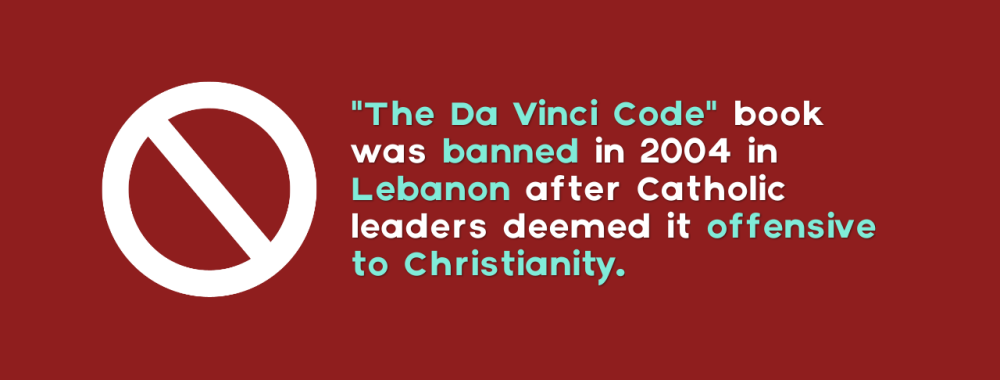 "The Da Vinci Code" book
was banned in 2004 in
Lebanon after Catholic
leaders deemed it offensive
to Christianity.